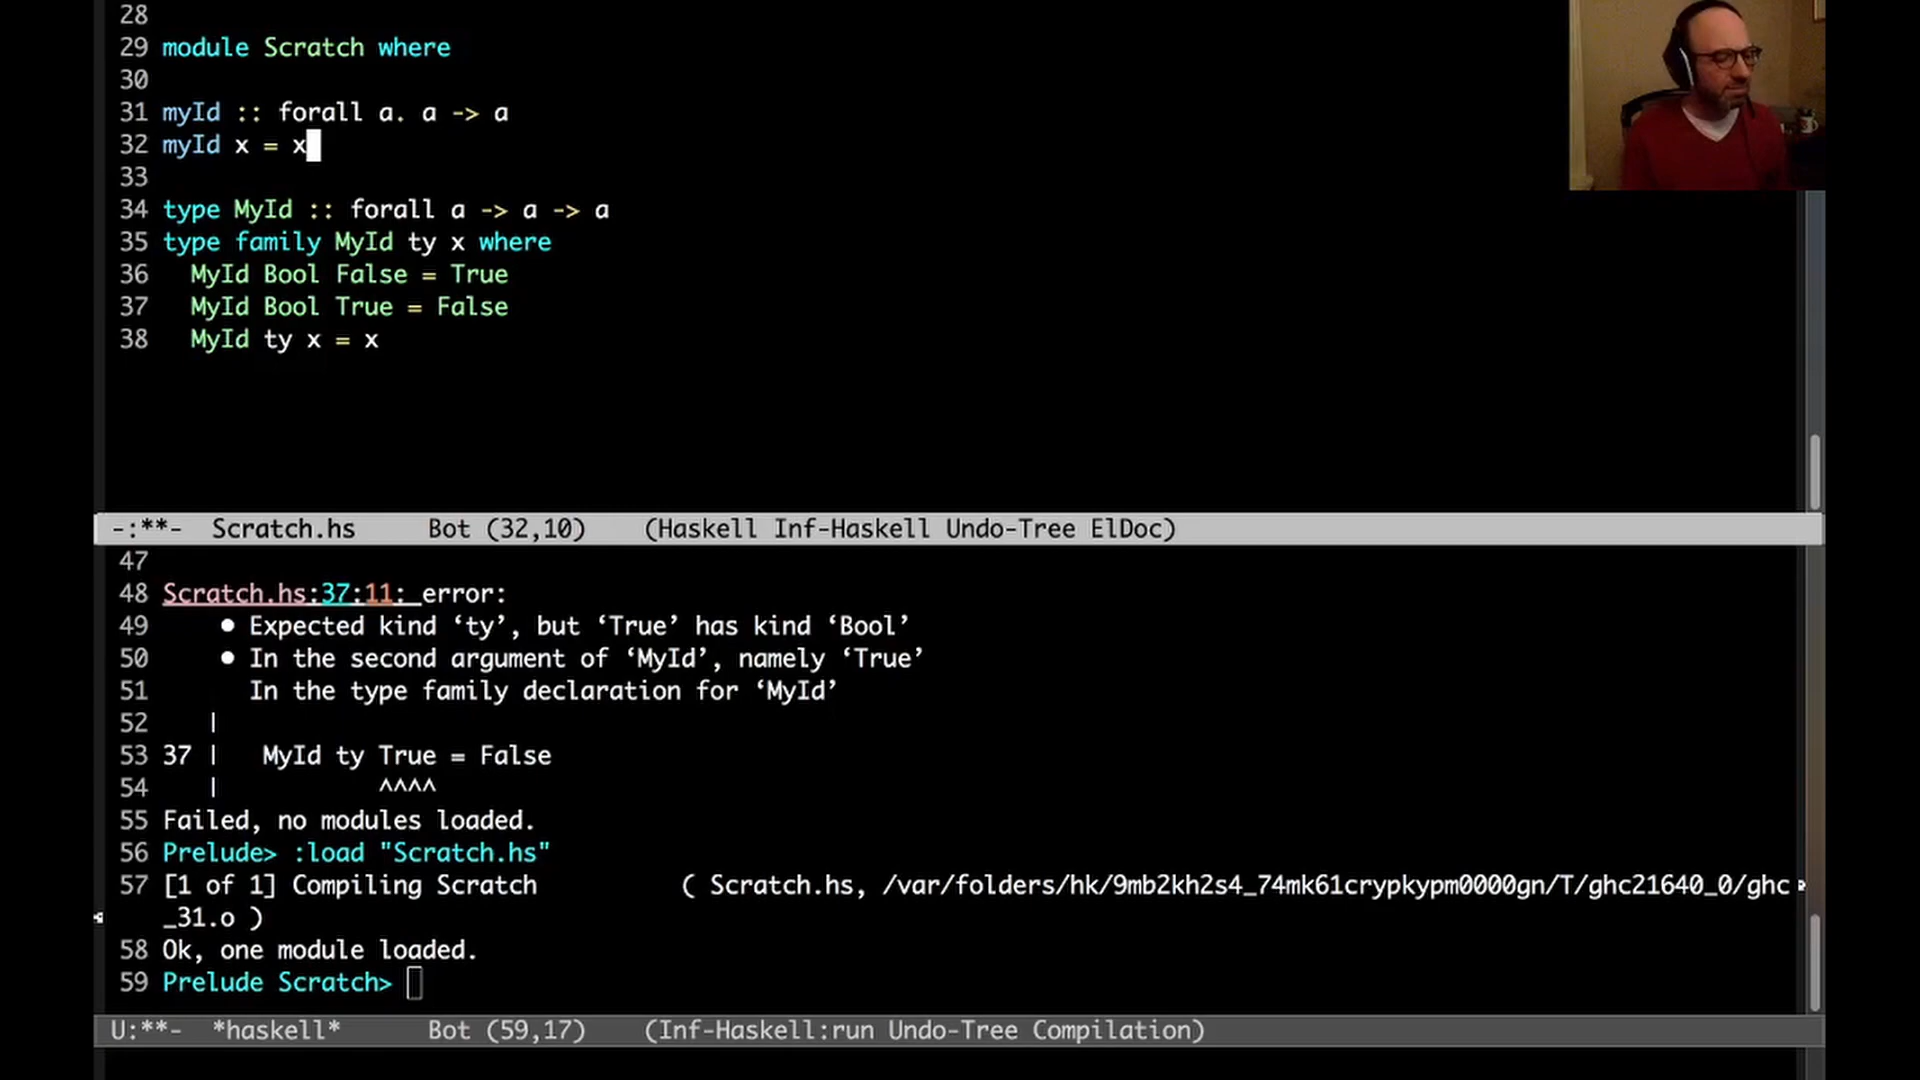 28
29 module Scratch where
30
31 myId :: forall a. a -> a
32 myId x = x
33
34 type MyId :: forall a -> a -> a
35 type family MyId ty x where
36   MyId Bool False = True
37   MyId Bool True = False
38   MyId ty x = x
-:**-  Scratch.hs     Bot (32,10)    (Haskell Inf-Haskell Undo-Tree ElDoc)
47
48 Scratch.hs:37:11: error:
49     • Expected kind ‘ty’, but ‘True’ has kind ‘Bool’
50     • In the second argument of ‘MyId’, namely ‘True’
51       In the type family declaration for ‘MyId’
52    |
53 37 |   MyId ty True = False
54    |           ^^^^
55 Failed, no modules loaded.
56 Prelude> :load "Scratch.hs"
57 [1 of 1] Compiling Scratch          ( Scratch.hs, /var/folders/hk/9mb2kh2s4_74mk61crypkypm0000gn/T/ghc21640_0/ghc
_31.o )
58 Ok, one module loaded.
59 Prelude Scratch>
U:**-  *haskell*      Bot (59,17)    (Inf-Haskell:run Undo-Tree Compilation)